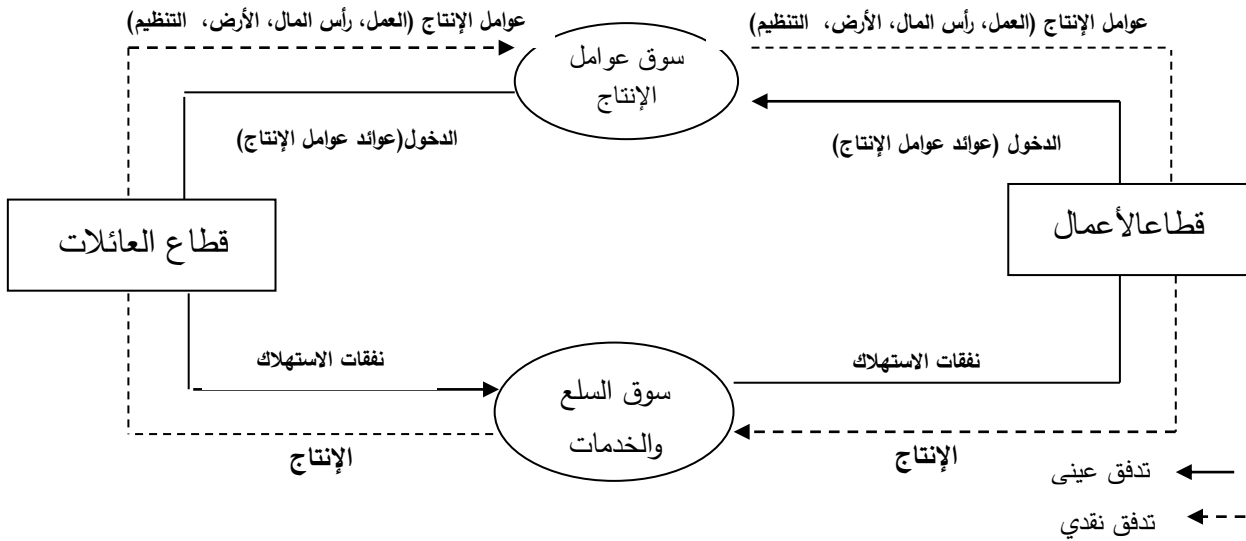 عوامل الإنتاج (العمل، رأس المال، الأرض، التنظيم)
عوامل الإنتاج (العمل، رأس المال، الأرض، التنظيم)
سوق عوامل
الإنتاج
الدخول (عوائد عوامل الإنتاج)
الدخول(عوائد عوامل الإنتاج)
قطاعالأعمال
قطاع العائلات
نفقات الاستهلاك
نفقات الاستهلاك
سوق السلع
والخدمات
الإنتاج
الإنتاج
تدفق عينى
تدفق نقدي